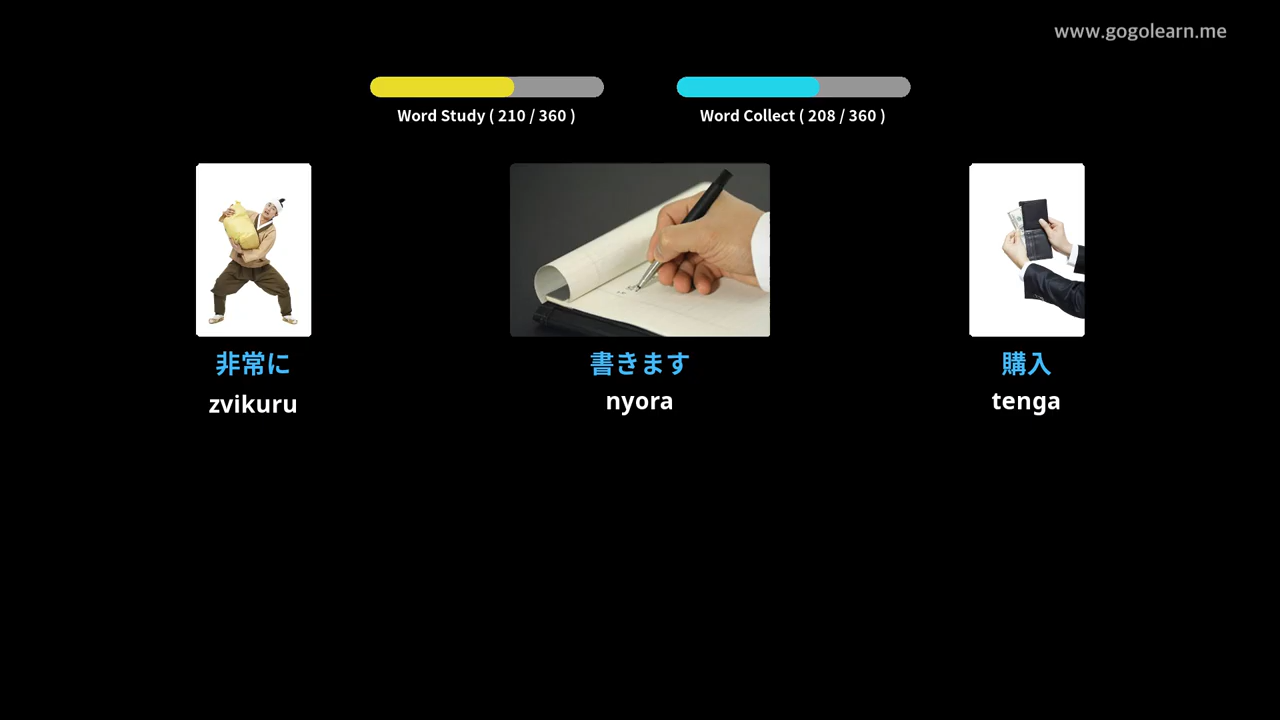 www.gogolearn.me
Word Study ( 210 / 360 )
Word Collect ( 208 / 360 )
非常に
書きます
購入
zvikuru
nyora
tenga